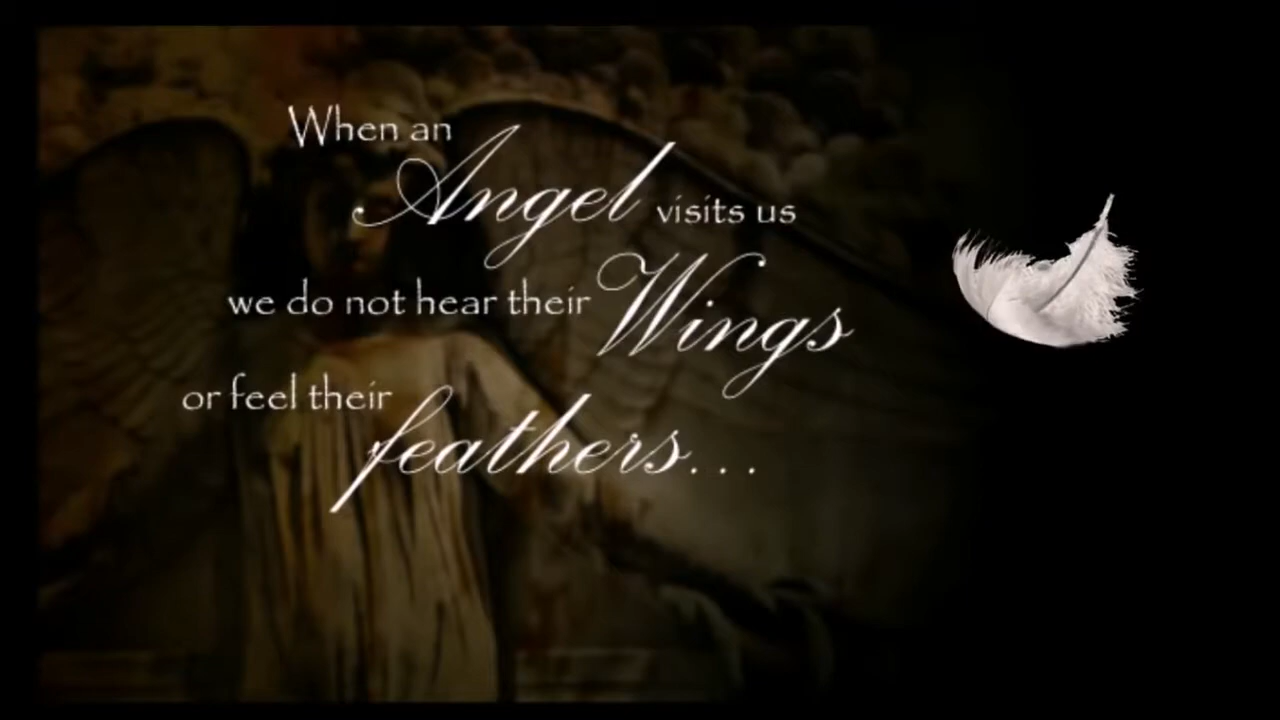 When an
Angel visits us
we do not hear their Wings
or feel their
feathers...